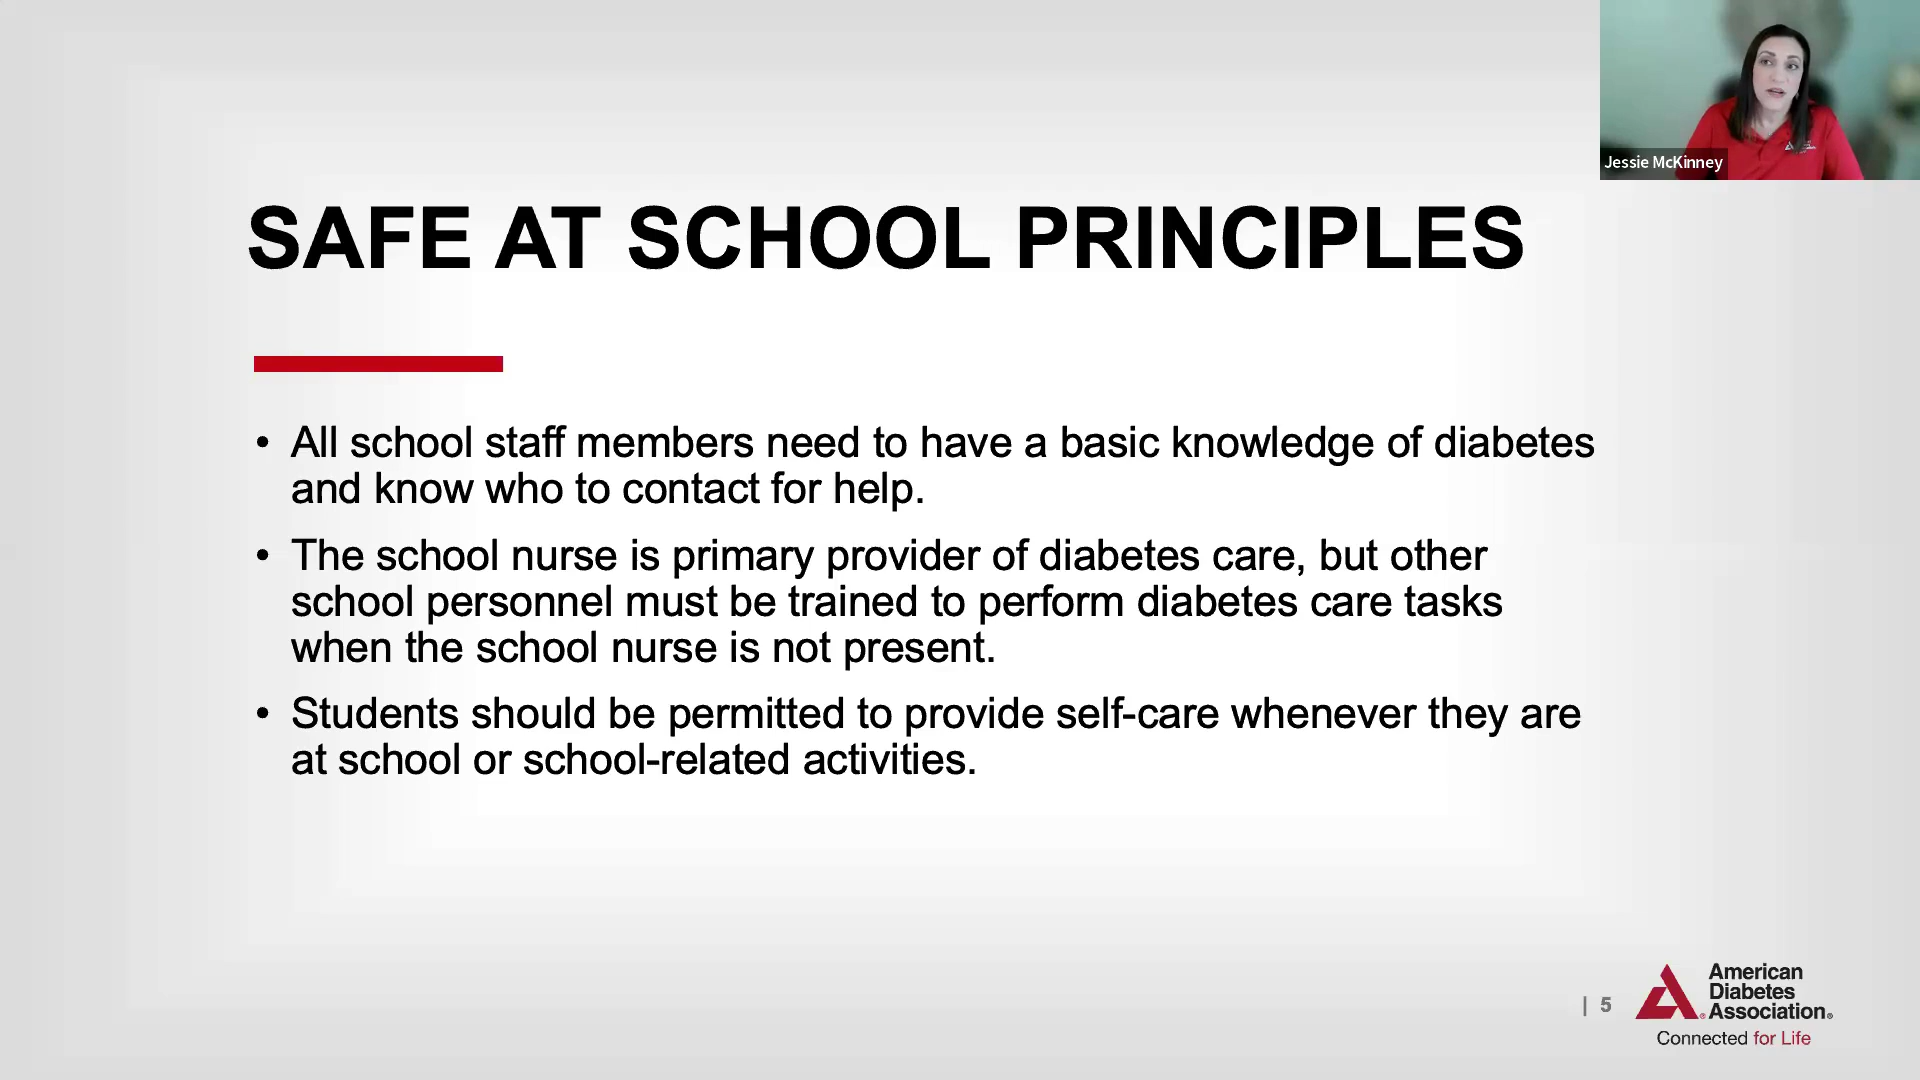 Jessie McKinney
SAFE AT SCHOOL PRINCIPLES
• All school staff members need to have a basic knowledge of diabetes
and know who to contact for help.
• The school nurse is primary provider of diabetes care, but other
school personnel must be trained to perform diabetes care tasks
when the school nurse is not present.
• Students should be permitted to provide self-care whenever they are
at school or school-related activities.
| 5
American
Diabetes
® Association®
Connected for Life